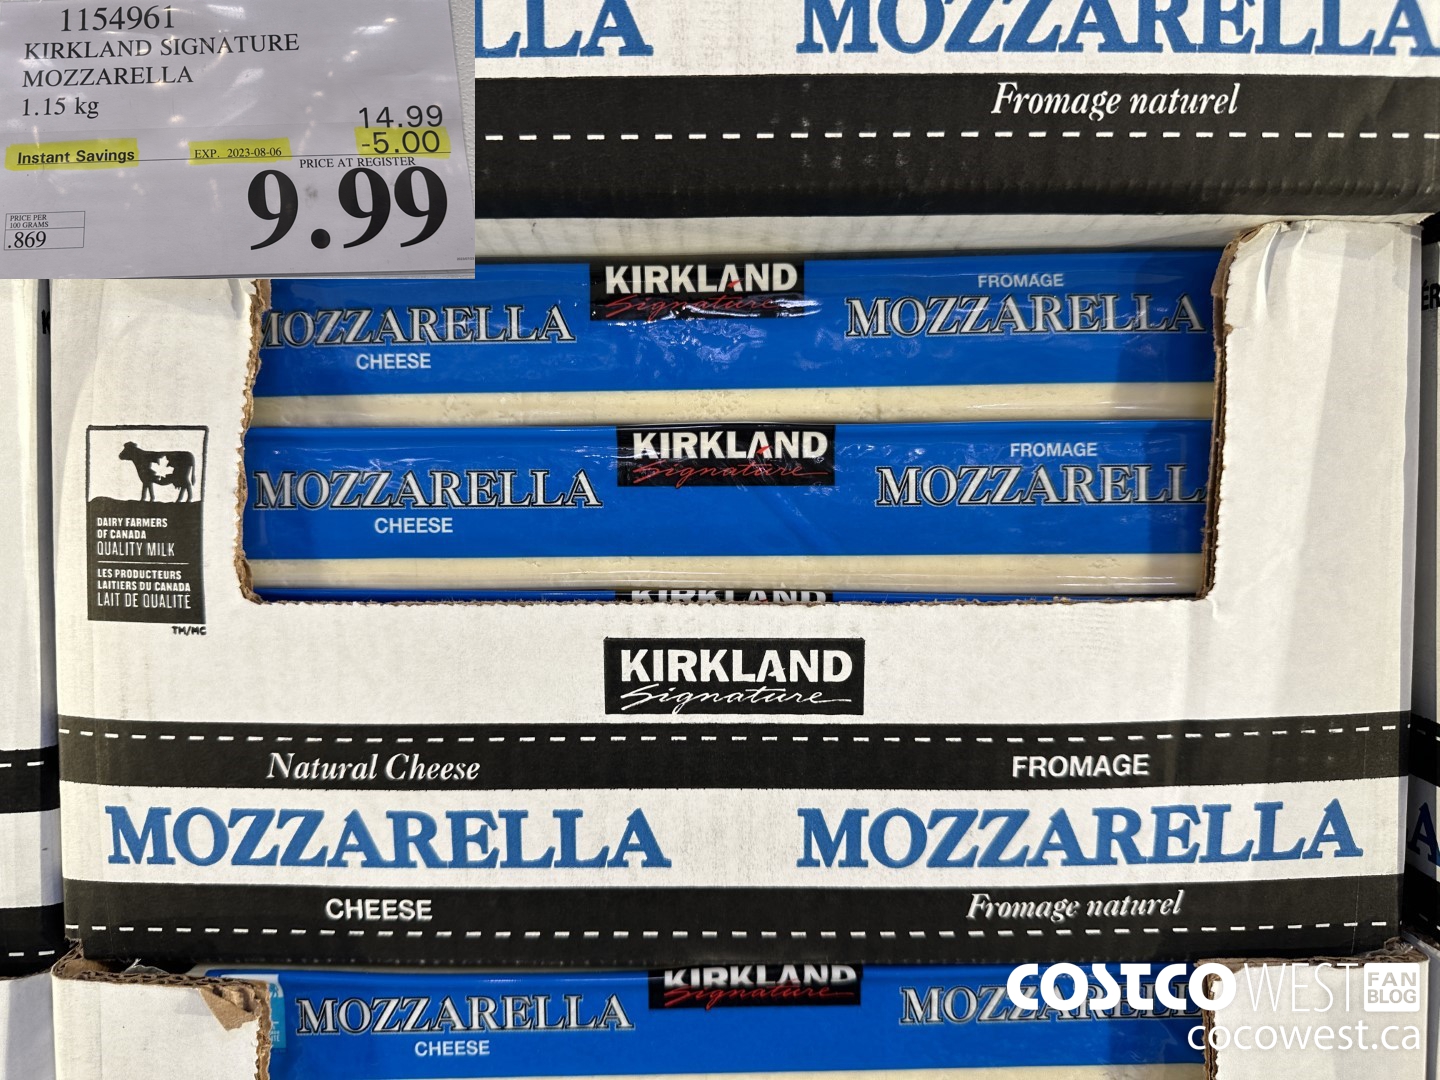 1154961
KIRKLAND SIGNATURE
MOZZARELLA
1.15 kg
14.99
-5.00
Instant Savings
EXP. 2023-08-06
PRICE AT REGISTER
9.99
PRICE PER
100 GRAMS
.869
LLA
MOZZARELLA
Fromage naturel
KIRKLAND
Signature
MOZZARELLA
CHEESE
FROMAGE
MOZZARELLA
KIRKLAND
Signature
MOZZARELLA
CHEESE
FROMAGE
MOZZARELL
KIRKLAND
DAIRY FARMERS
OF CANADA
QUALITY MILK
LES PRODUCTEURS
LAITIERS DU CANADA
LAIT DE QUALITÉ
TM/MC
KIRKLAND
Signature
Natural Cheese
FROMAGE
MOZZARELLA
MOZZARELLA
CHEESE
Fromage naturel
KIRKLAND
Signature
MOZZARELLA
CHEESE
MOZZARELL
COSTCO WEST FAN BLOG
cocowest.ca